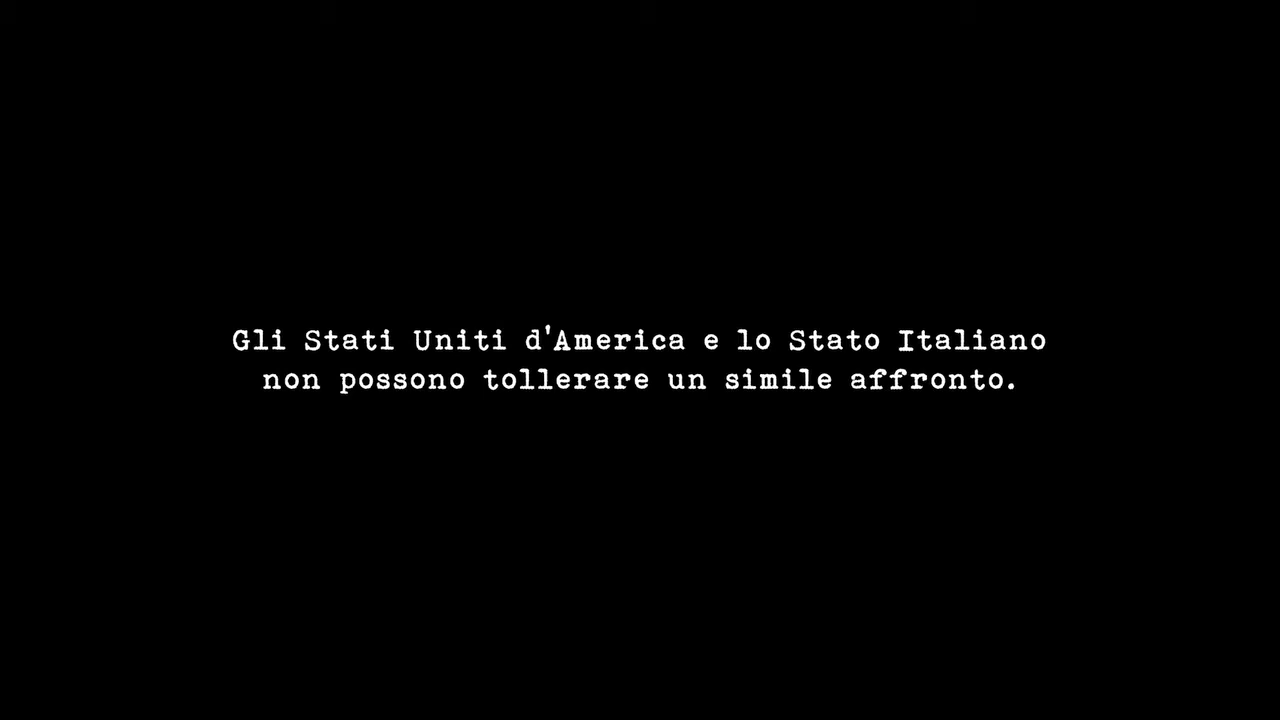 Gli Stati Uniti d'America e lo Stato Italiano
non possono tollerare un simile affronto.